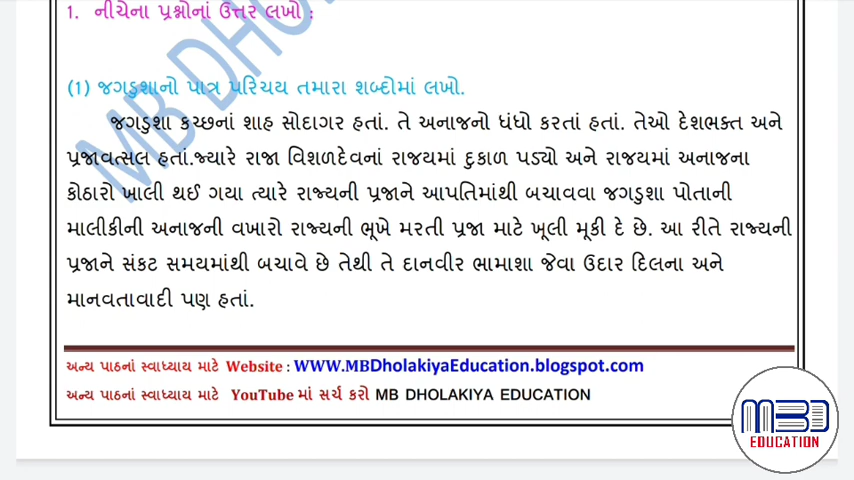 1. નીચેના પ્રશ્નોનાં ઉત્તર લખો :
(1) જગડુશાનો પાત્ર પરિચય તમારા શબ્દોમાં લખો.
જગડુશા કચ્છનાં શાહ સોદાગર હતાં. તે અનાજનો ધંધો કરતાં હતાં. તેઓ દેશભક્ત અને
પ્રજાવત્સલ હતાં.જ્યારે રાજા વિશળદેવનાં રાજયમાં દુકાળ પડ્યો અને રાજયમાં અનાજના
કોઠારો ખાલી થઈ ગયા ત્યારે રાજ્યની પ્રજાને આપતિમાંથી બચાવવા જગડુશા પોતાની
માલીકીની અનાજની વખારો રાજ્યની ભૂખે મરતી પ્રજા માટે ખૂલી મૂકી દે છે. આ રીતે રાજ્યની
પ્રજાને સંકટ સમયમાંથી બચાવે છે તેથી તે દાનવીર ભામાશા જેવા ઉદાર દિલના અને
માનવતાવાદી પણ હતાં.
અન્ય પાઠનાં સ્વાધ્યાય માટે Website : WWW.MBDholakiyaEducation.blogspot.com
અન્ય પાઠનાં સ્વાધ્યાય માટે YouTube માં સર્ચ કરો MB DHOLAKIYA EDUCATION
MBD
EDUCATION
MB DHOL